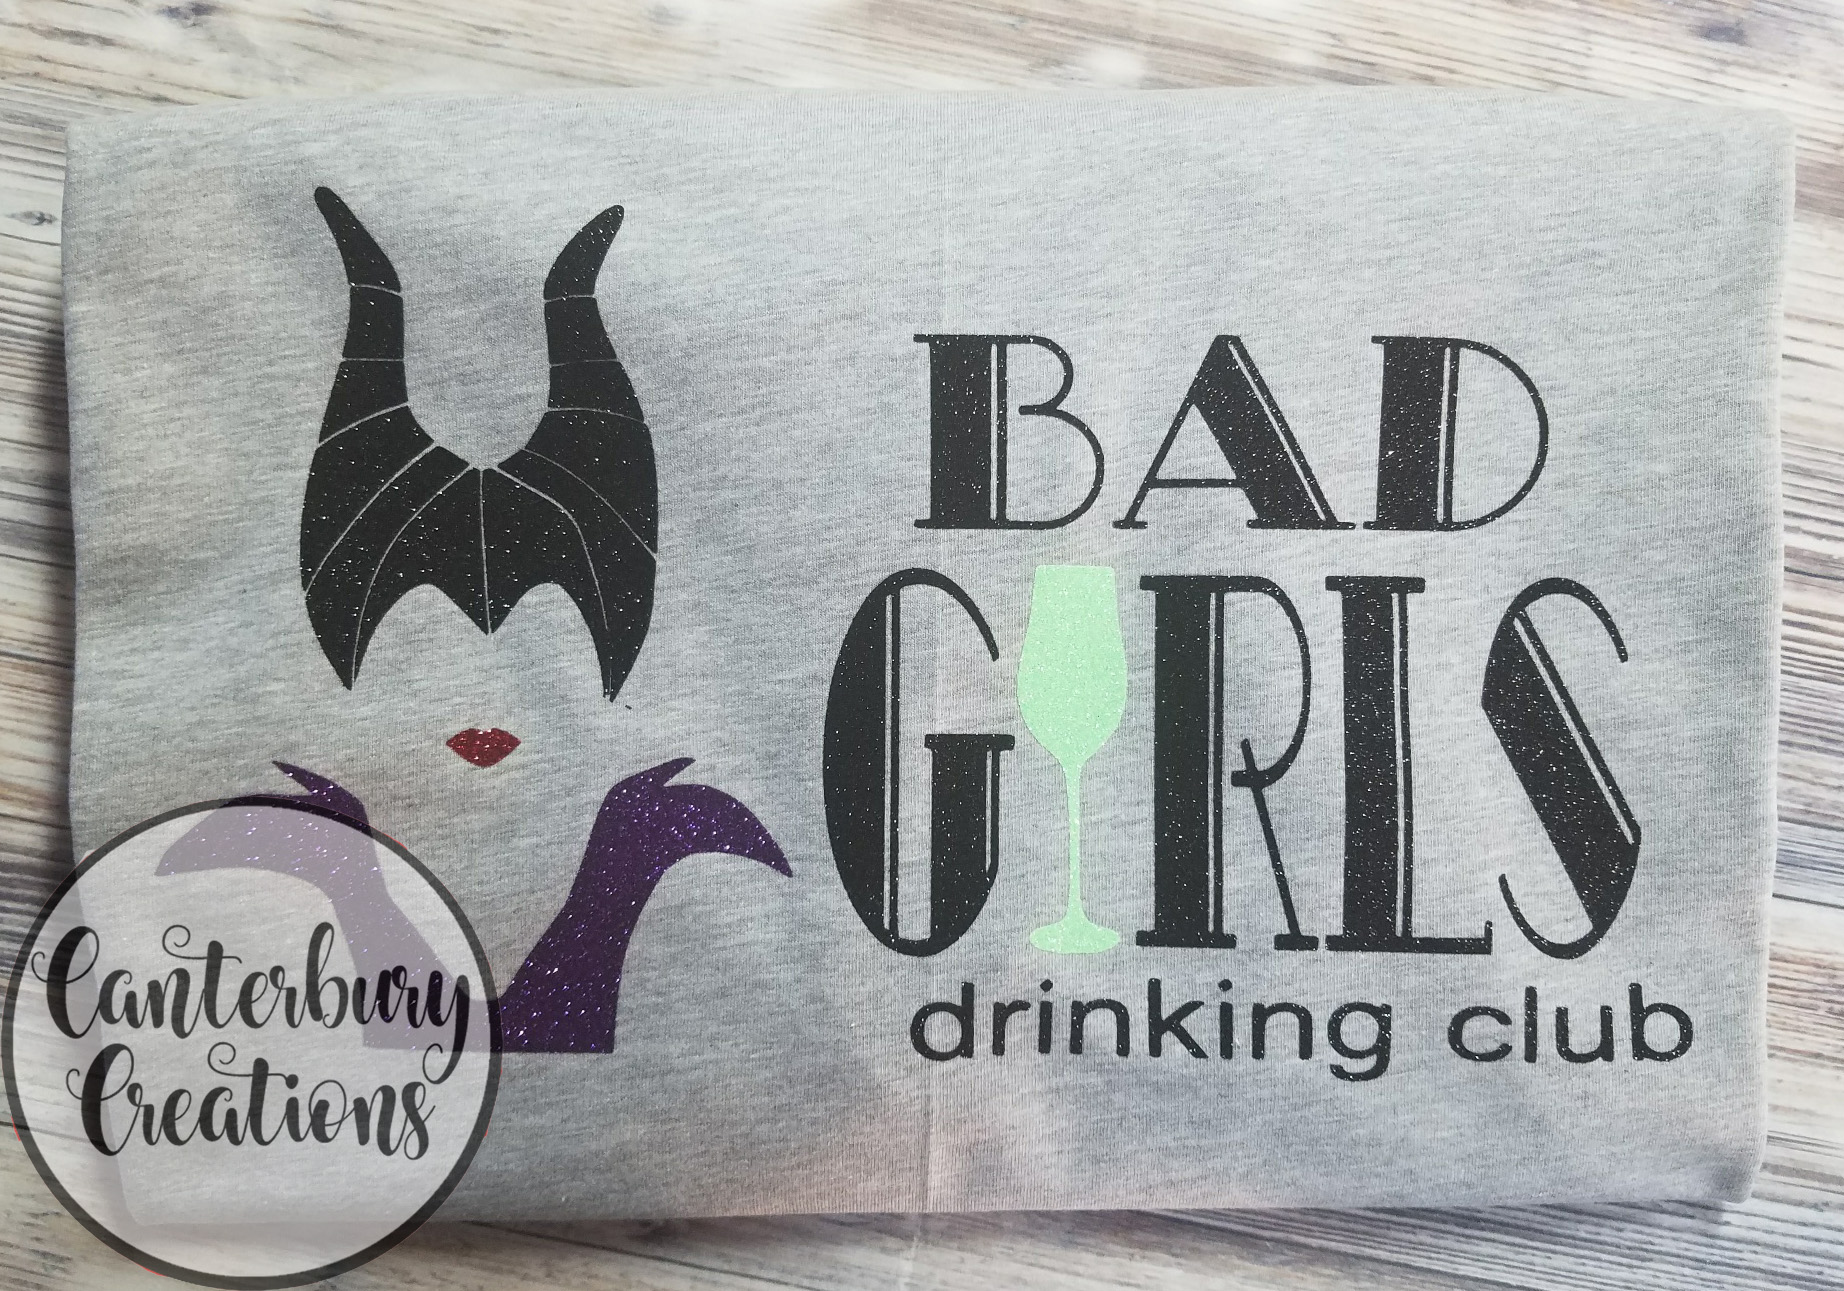 BAD
GIRLS
drinking club
Canterbury
Creations